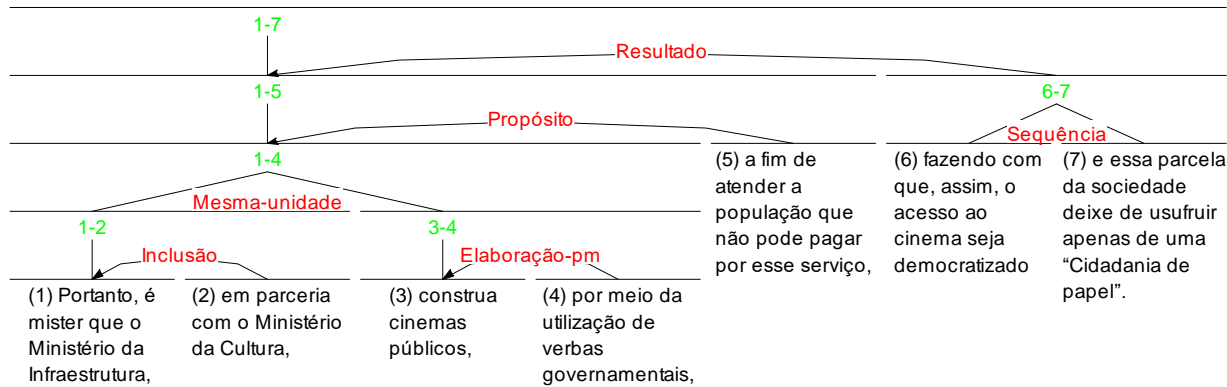 1-7
Resultado
1-5
6-7
Propósito
Sequência
1-4
(5) a fim de
atender a
população que
não pode pagar
por esse serviço,
(6) fazendo com
que, assim, o
acesso ao
cinema seja
democratizado
(7) e essa parcela
da sociedade
deixe de usufruir
apenas de uma
“Cidadania de
papel”.
Mesma-unidade
1-2
3-4
Inclusão
Elaboração-pm
(1) Portanto, é
mister que o
Ministério da
Infraestrutura,
(2) em parceria
com o Ministério
da Cultura,
(3) construa
cinemas
públicos,
(4) por meio da
utilização de
verbas
governamentais,